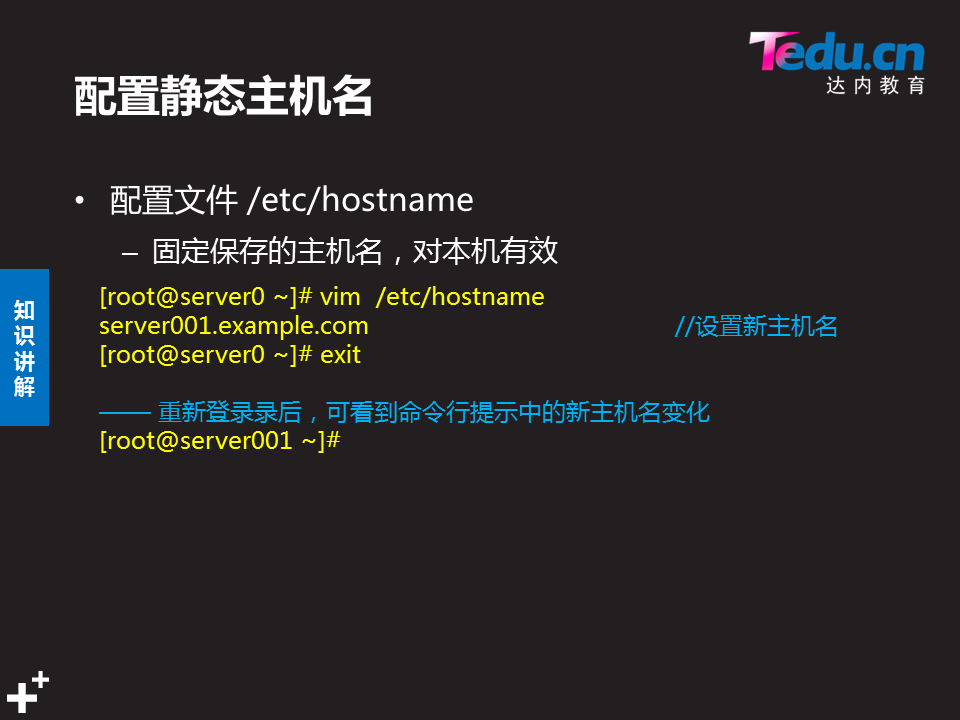 Tedu.cn
达内教育
配置静态主机名
• 配置文件 /etc/hostname
– 固定保存的主机名，对本机有效
[root@server0 ~]# vim  /etc/hostname
server001.example.com //设置新主机名
[root@server0 ~]# exit
—— 重新登录录后，可看到命令行提示中的新主机名变化
[root@server001 ~]#
知识讲解